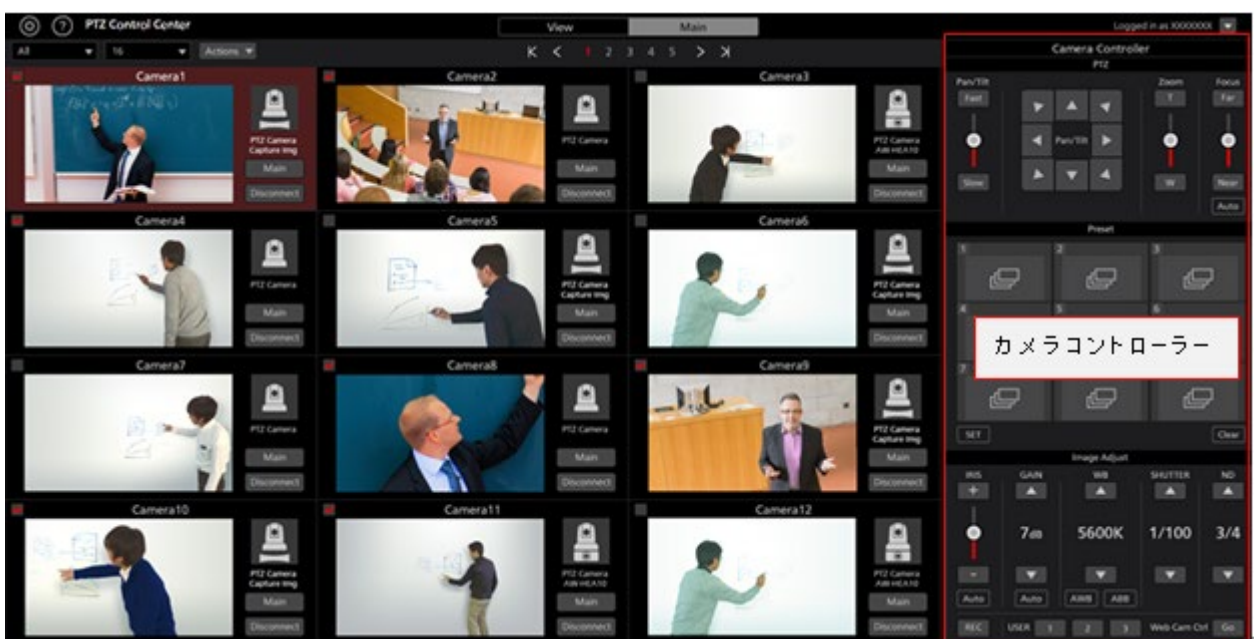 PTZ Control Center
View
Main
Logged in as XXXXXXX
All
16
Actions
1 2 3 4 5
Camera1
PTZ Camera
Capture Img
Main
Disconnect
Camera2
PTZ Camera
Main
Disconnect
Camera3
PTZ Camera
AW-HEA10
Main
Disconnect
Camera4
PTZ Camera
Main
Disconnect
Camera5
PTZ Camera
Capture Img
Main
Disconnect
Camera6
PTZ Camera
Capture Img
Main
Disconnect
Camera7
PTZ Camera
Main
Disconnect
Camera8
PTZ Camera
Main
Disconnect
Camera9
PTZ Camera
Capture Img
Main
Disconnect
Camera10
PTZ Camera
Capture Img
Main
Disconnect
Camera11
PTZ Camera
AW-HEA10
Main
Disconnect
Camera12
PTZ Camera
AW-HEA10
Main
Disconnect
Camera Controller
PTZ
Pan/Tilt
Zoom
Focus
Fast
T
Far
Pan/Tilt
Slow
W
Near
Auto
Preset
1 2 3
4 5 6
カメラコントローラー
7
SET
Clear
Image Adjust
IRIS GAIN WB SHUTTER ND
7dB 5600K 1/100 3/4
Auto Auto AWB ABB
REC USER 1 2 3 Web Cam Ctrl Go